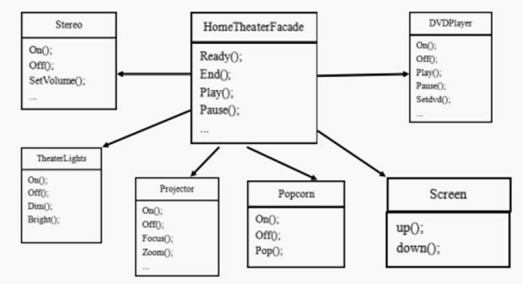 Stereo
On();
Off();
SetVolume();
...
HomeTheaterFacade
Ready();
End();
Play();
Pause();
...
DVDPlayer
On();
Off();
Play();
Pause();
Setdvd();
...
TheaterLights
On();
Off();
Dim();
Bright();
Projector
On();
Off();
Focus();
Zoom();
...
Popcorn
On();
Off();
Pop();
Screen
up();
down();